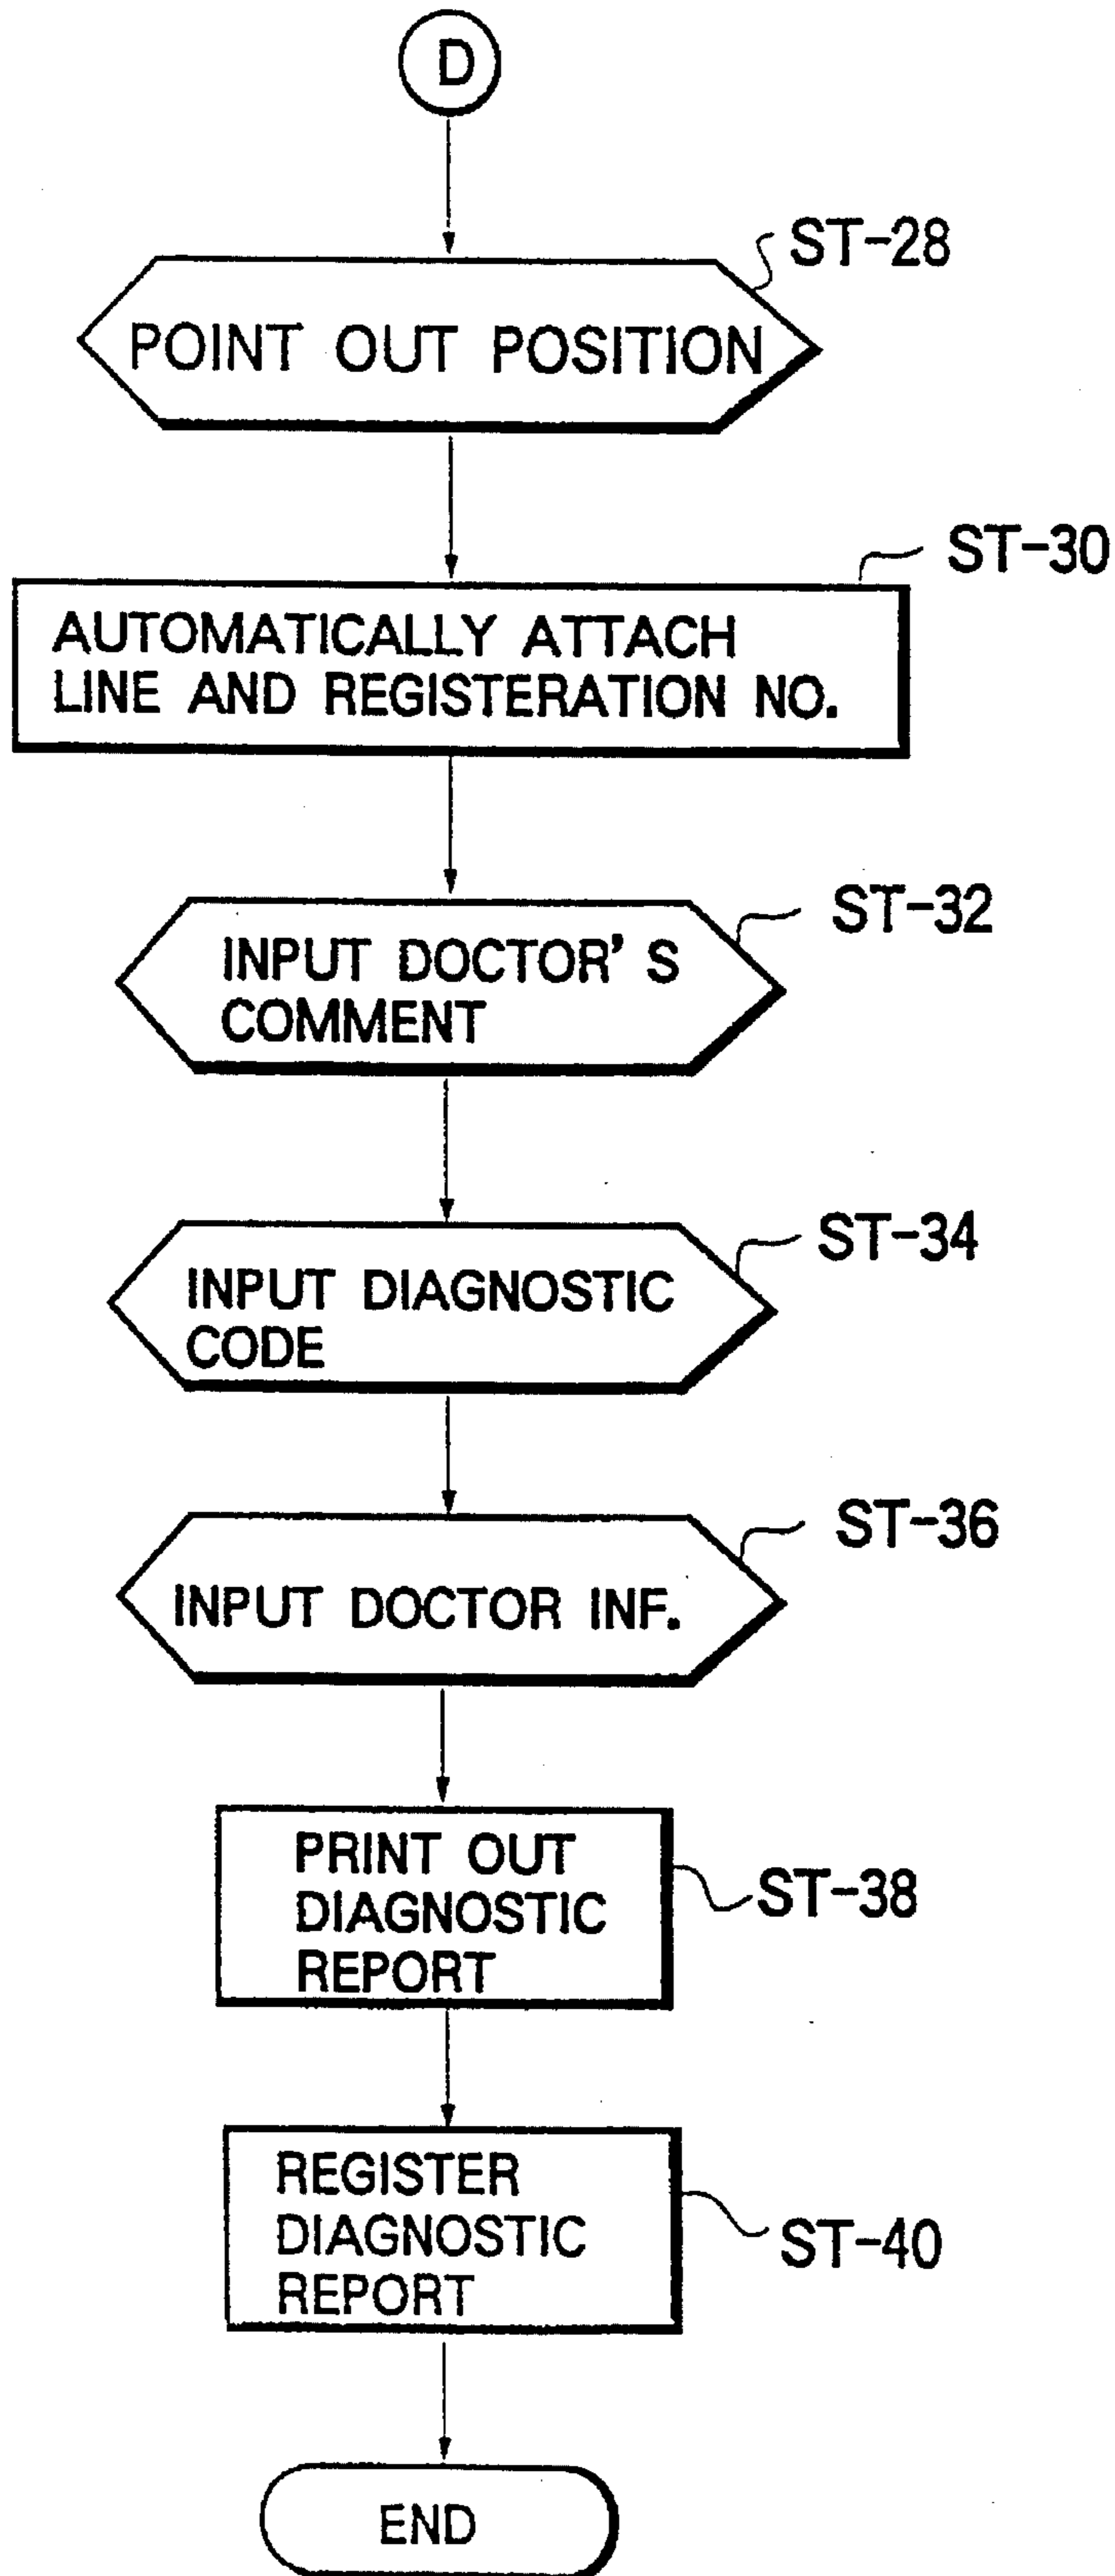 D
ST-28
POINT OUT POSITION
ST-30
AUTOMATICALLY ATTACH
LINE AND REGISTERATION NO.
ST-32
INPUT DOCTOR'S
COMMENT
ST-34
INPUT DIAGNOSTIC
CODE
ST-36
INPUT DOCTOR INF.
PRINT OUT
DIAGNOSTIC
REPORT
ST-38
REGISTER
DIAGNOSTIC
REPORT
ST-40
END